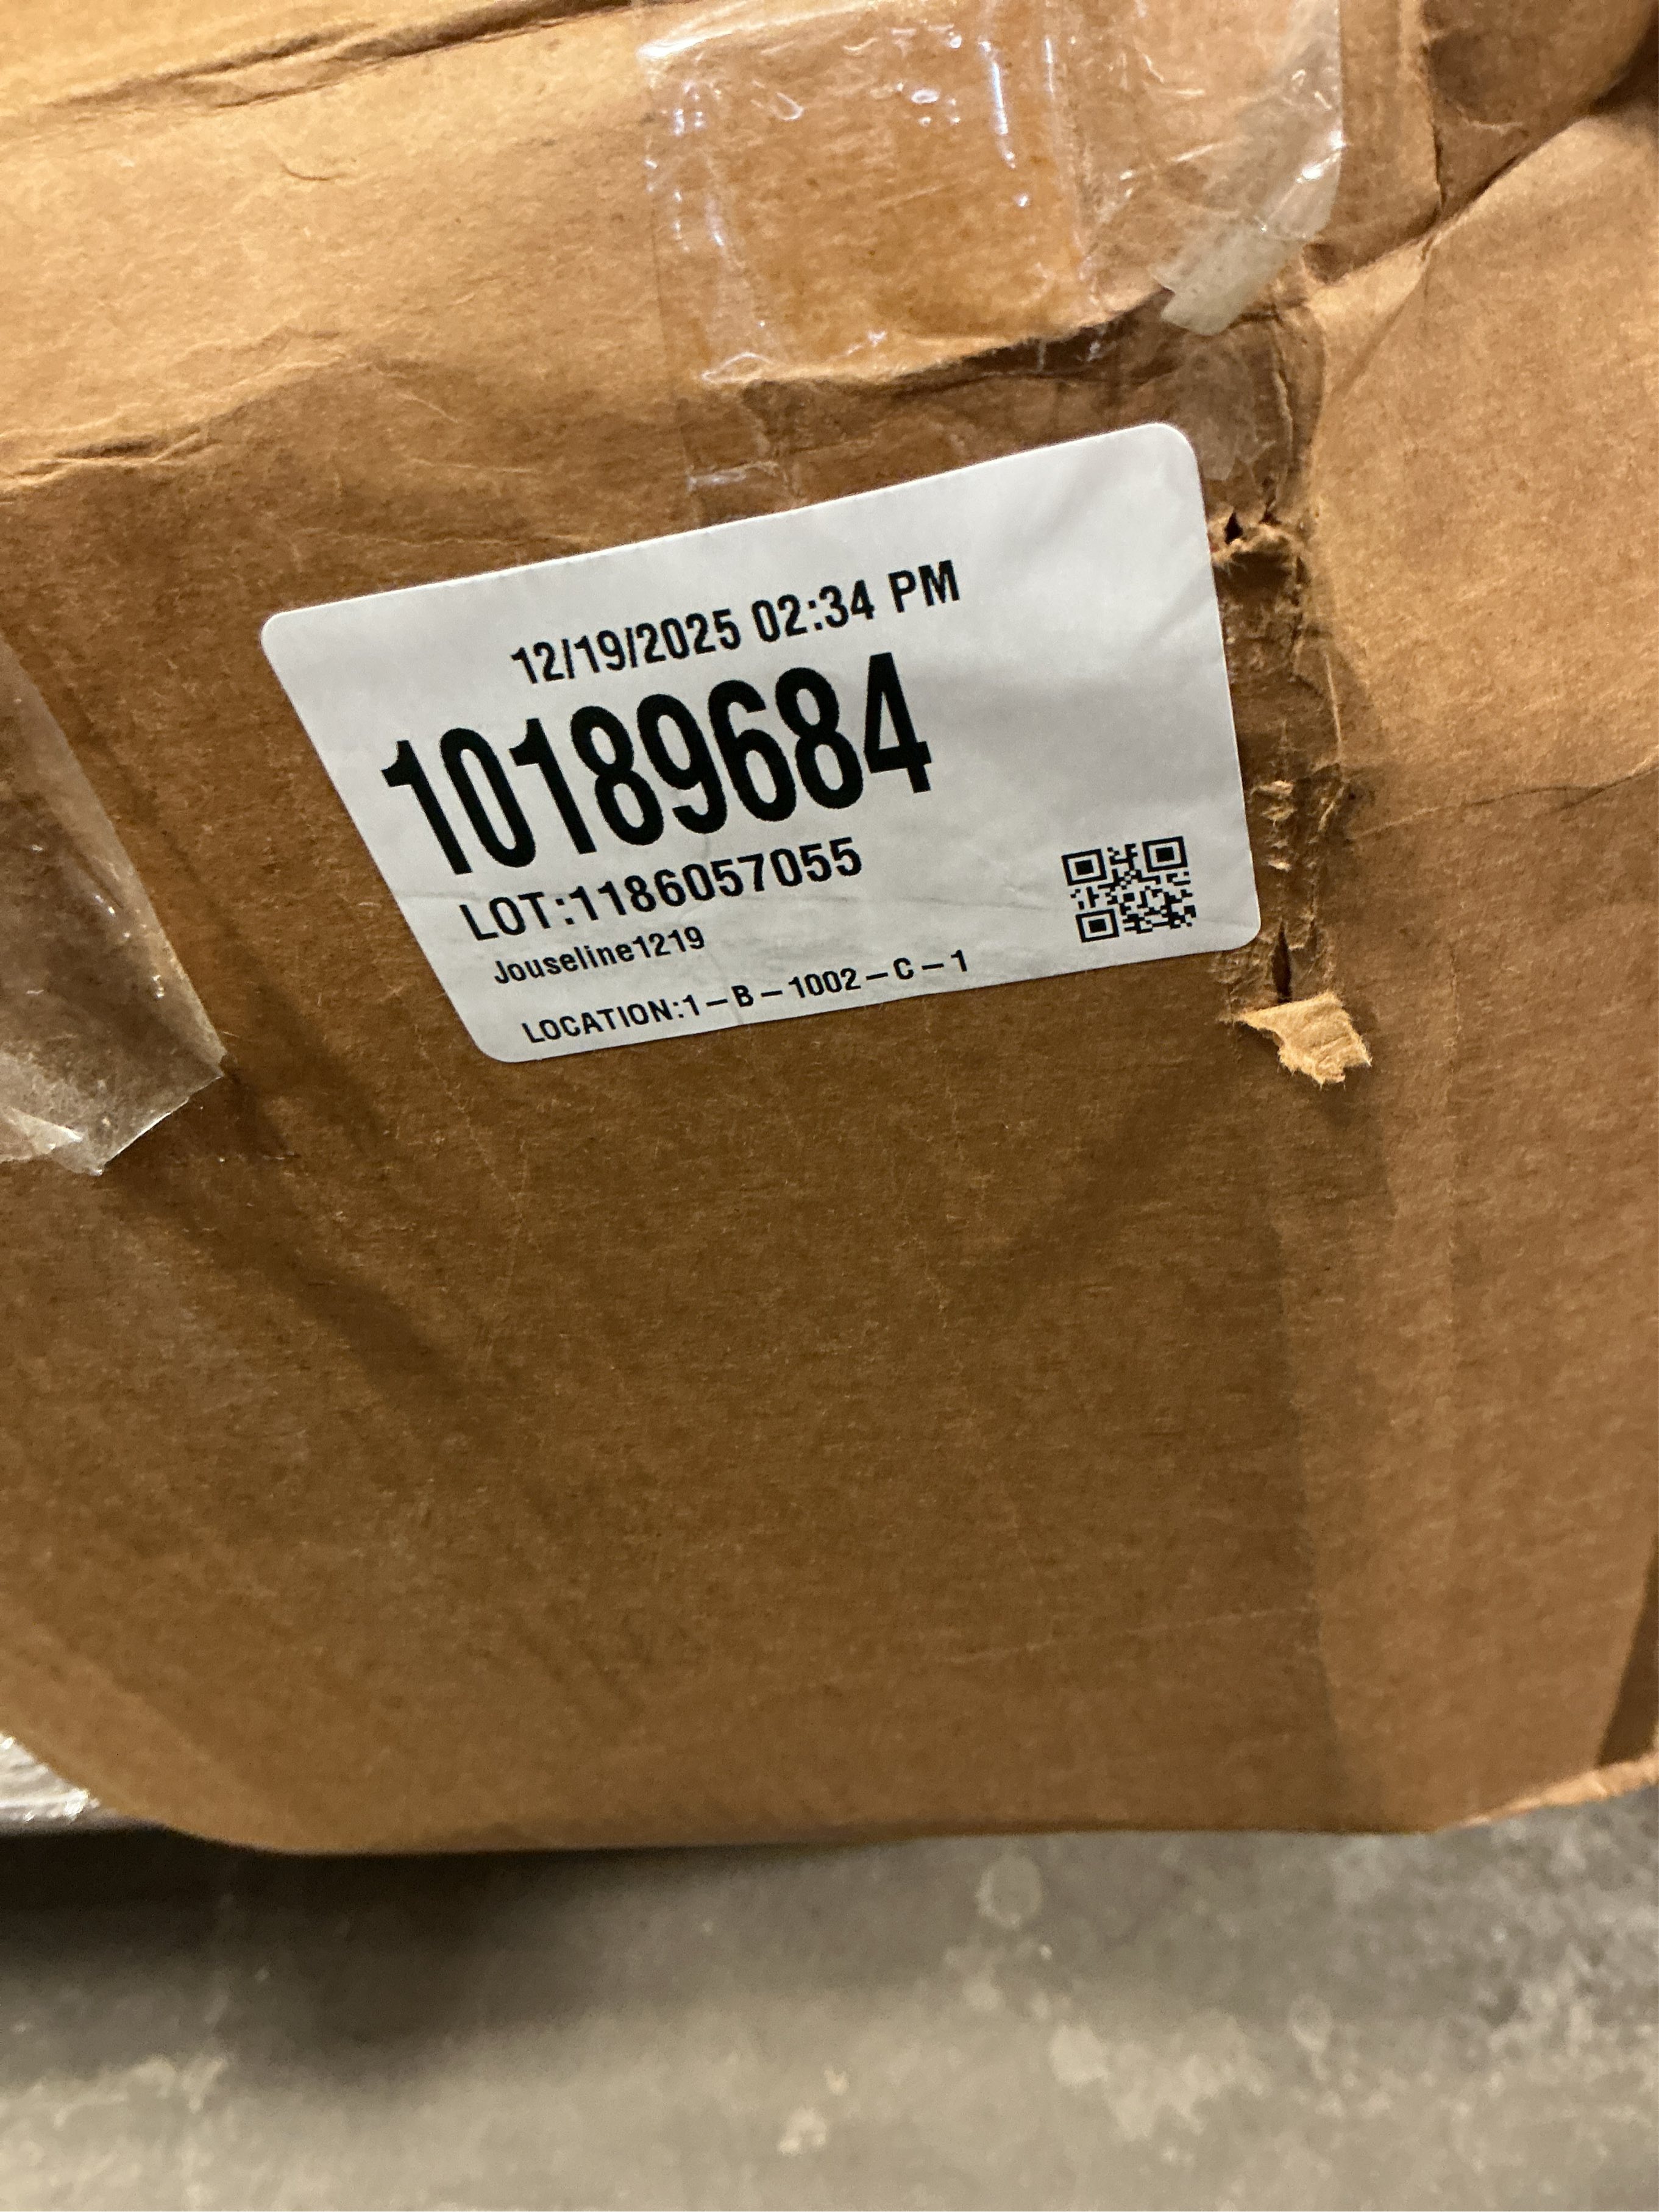 12/19/2025 02:34 PM
10189684
LOT:1186057055
Jouseline1219
LOCATION:1-B-1002-C-1